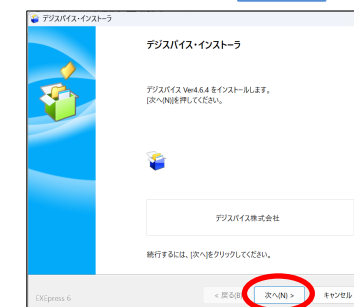 デジスパイス・インストーラ
デジスパイス・インストーラ
デジスパイス Ver4.6.4 をインストールします。
[次へ(N)]を押してください。
デジスパイス株式会社
続行するには、[次へ]をクリックしてください。
EXEpress 6
< 戻る(B)
次へ(N) >
キャンセル